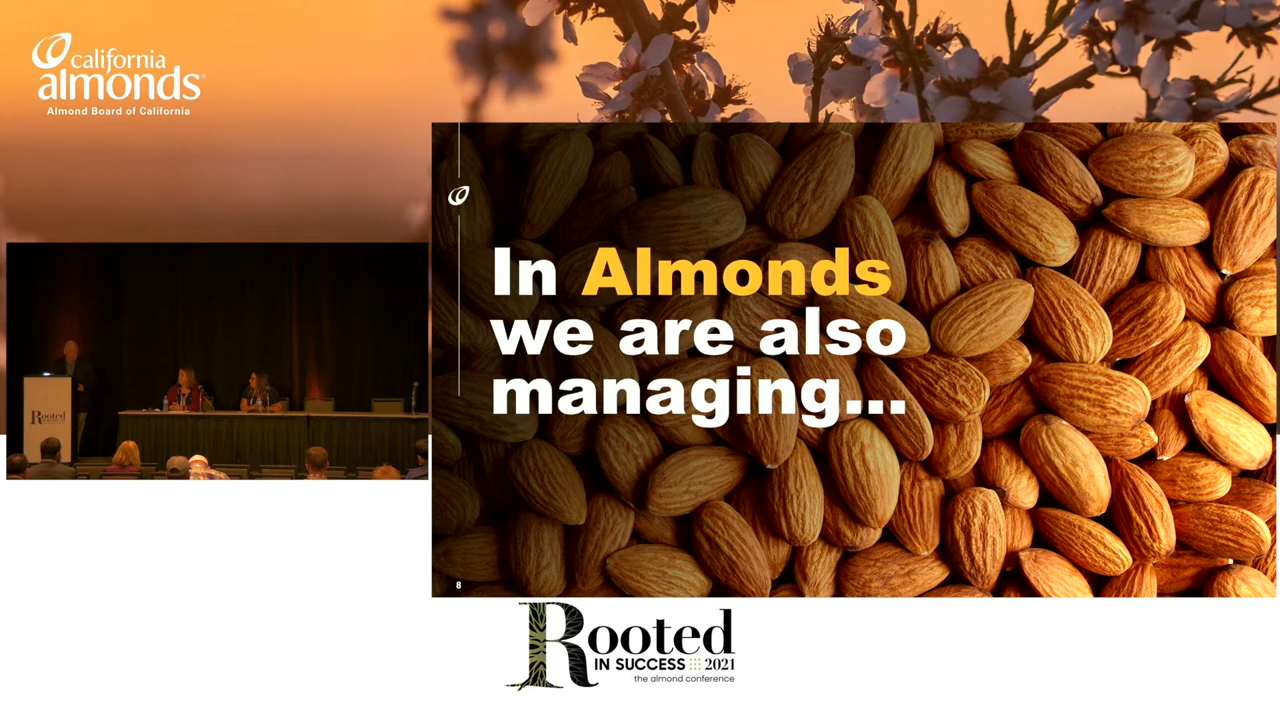 california
almonds®
Almond Board of California
In Almonds
we are also
managing...
8
Rooted
Rooted
IN SUCCESS 2021
the almond conference